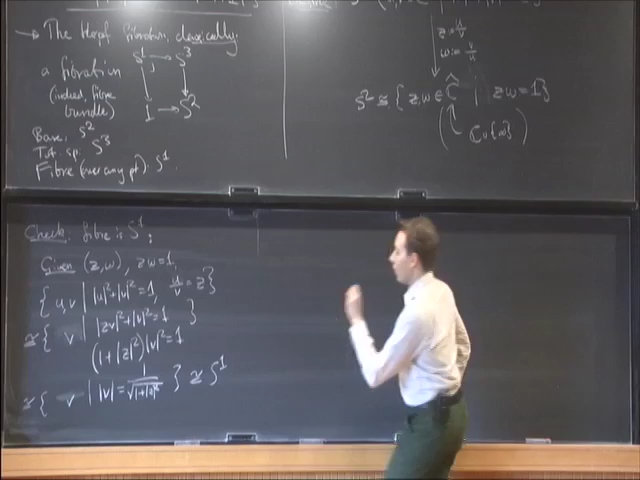 → The Hopf fibration, classically:
a fibration
(indeed, fibre
bundle)
S¹ → S³
1 → S²
Base: S²
Tot. sp: S³
Fibre (over any pt): S¹.
z = u/v
w = v/u
S² ≅ { z,w ∈ Ĉ | zw = 1 }
( ℂ ∪ {∞} )
Check: fibre is S¹:
Given (z,w), zw=1,
{ u,v | |u|²+|v|²=1, u/v = z }
≅ { v | |zv|²+|v|²=1 }
(1+|z|²)|v|²=1
≅ { v | |v| = 1/√(1+|z|²) } ≅ S¹